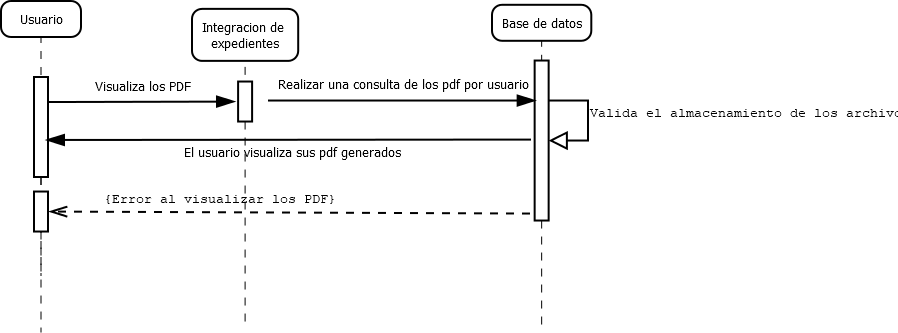 Usuario
Integracion de
expedientes
Base de datos
Visualiza los PDF
Realizar una consulta de los pdf por usuario
Valida el almacenamiento de los archivo
El usuario visualiza sus pdf generados
{Error al visualizar los PDF}